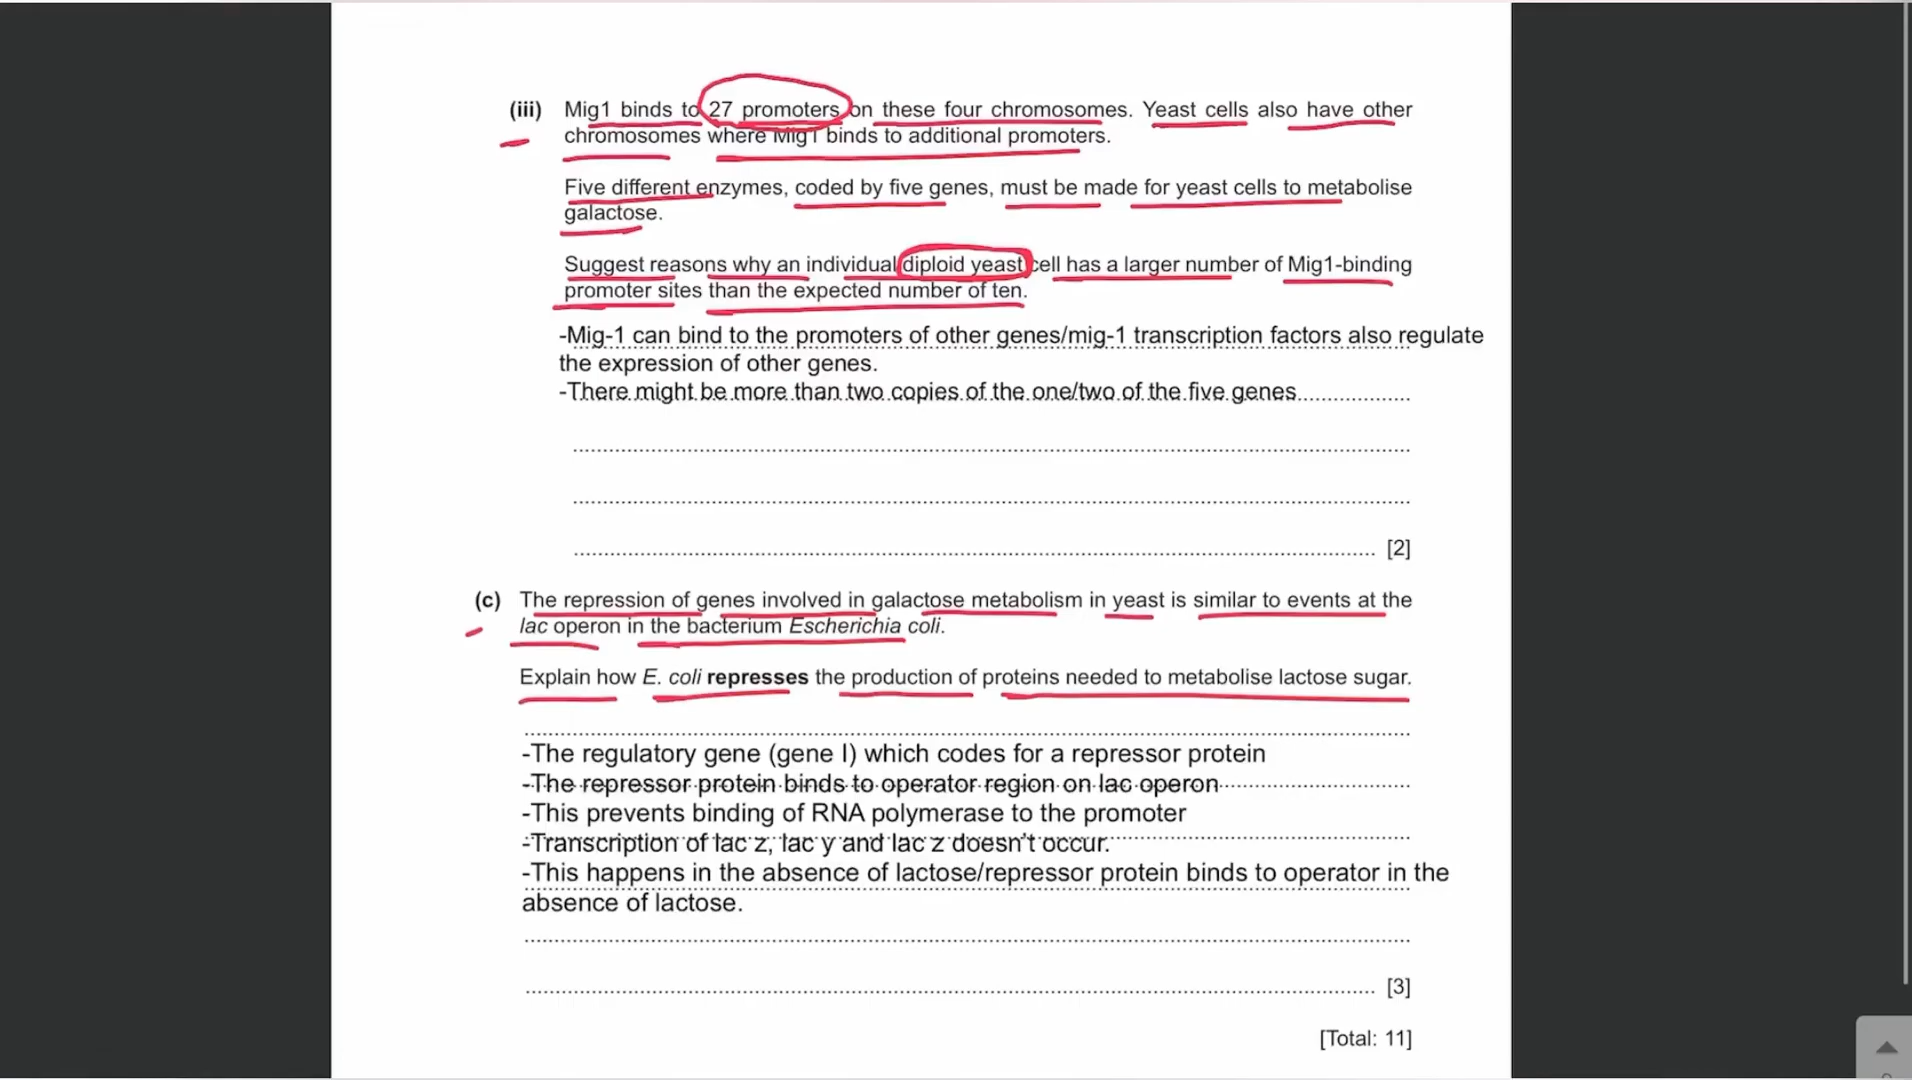 (iii) Mig1 binds to 27 promoters on these four chromosomes. Yeast cells also have other
chromosomes where Mig1 binds to additional promoters.
Five different enzymes, coded by five genes, must be made for yeast cells to metabolise
galactose.
Suggest reasons why an individual diploid yeast cell has a larger number of Mig1-binding
promoter sites than the expected number of ten.
-Mig-1 can bind to the promoters of other genes/mig-1 transcription factors also regulate
the expression of other genes.
-There might be more than two copies of the one/two of the five genes
[2]
(c) The repression of genes involved in galactose metabolism in yeast is similar to events at the
lac operon in the bacterium Escherichia coli.
Explain how E. coli represses the production of proteins needed to metabolise lactose sugar.
-The regulatory gene (gene I) which codes for a repressor protein
-The repressor protein binds to operator region on lac operon
-This prevents binding of RNA polymerase to the promoter
-Transcription of lac z, lac y and lac z doesn't occur.
-This happens in the absence of lactose/repressor protein binds to operator in the
absence of lactose.
[3]
[Total: 11]